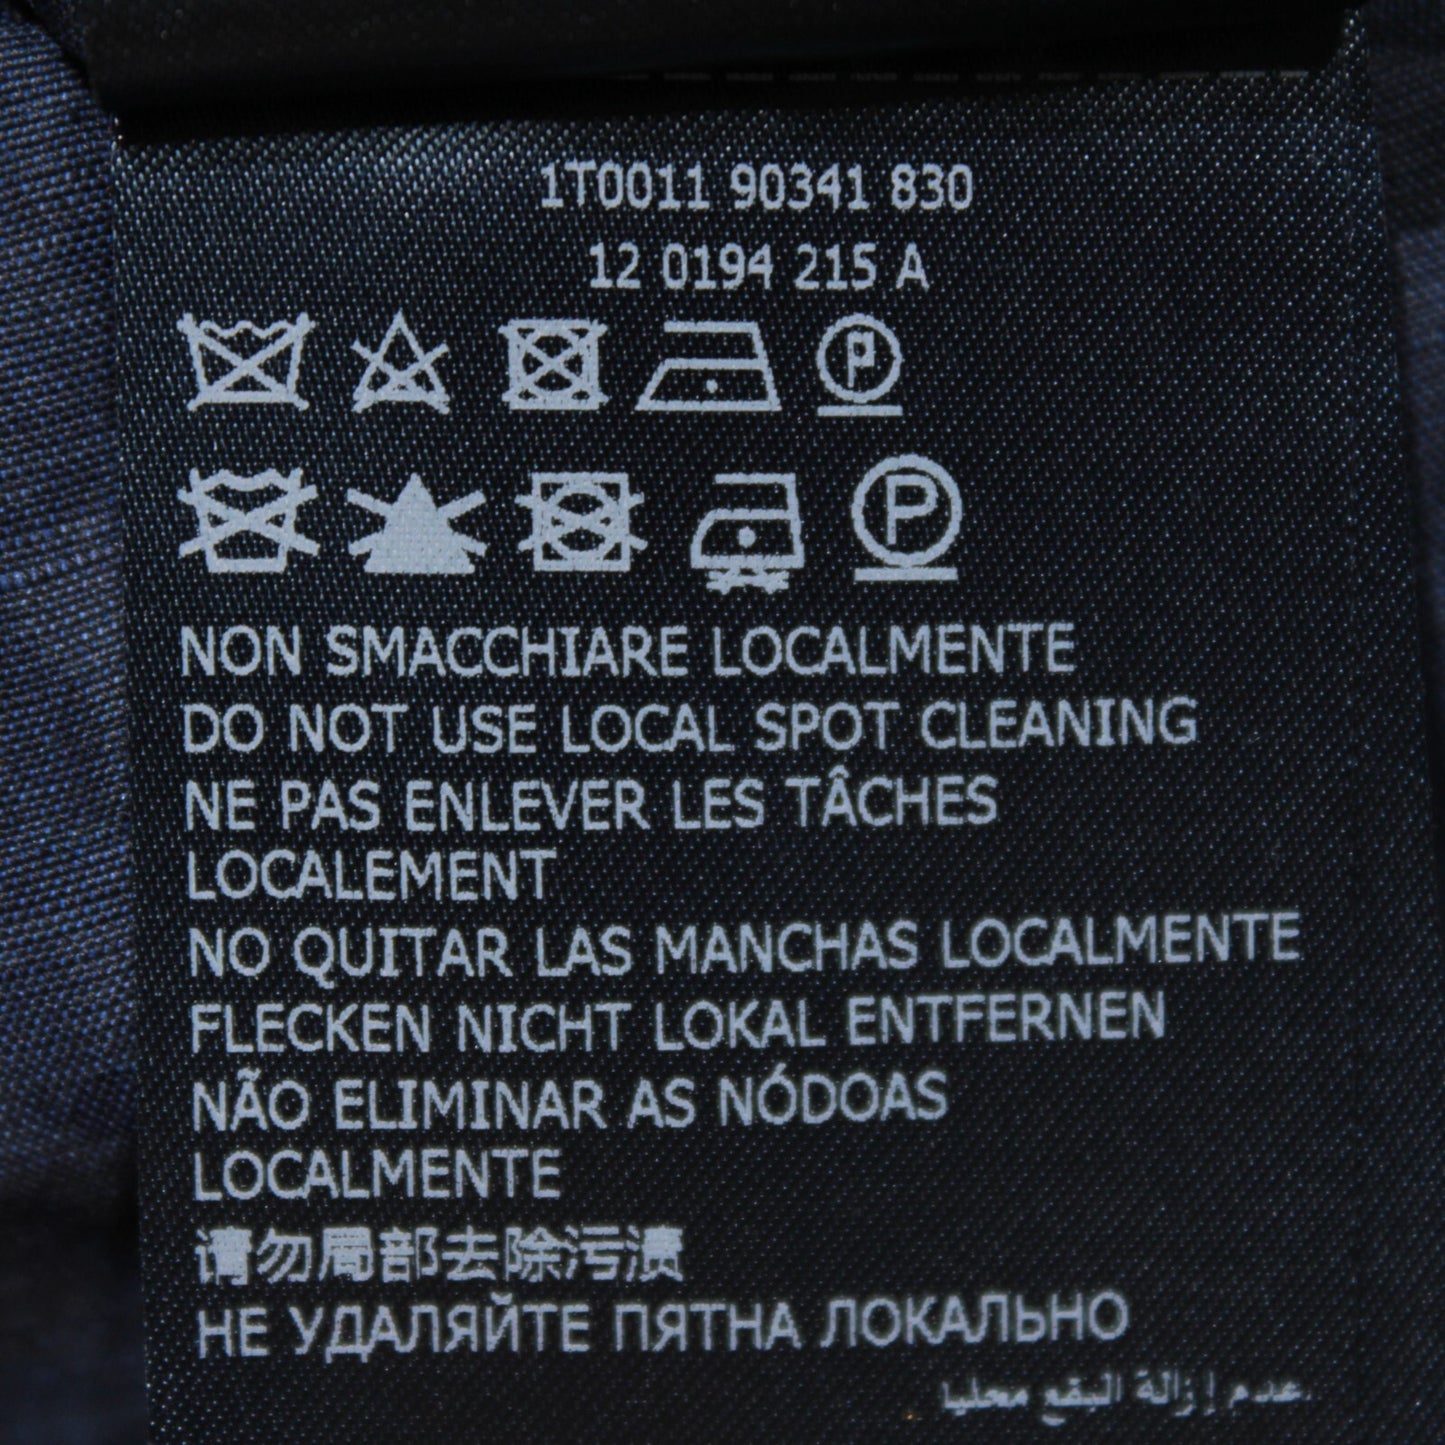 1T0011 90341 830
12 0194 215 A
P
P
NON SMACCHIARE LOCALMENTE
DO NOT USE LOCAL SPOT CLEANING
NE PAS ENLEVER LES TÂCHES
LOCALEMENT
NO QUITAR LAS MANCHAS LOCALMENTE
FLECKEN NICHT LOKAL ENTFERNEN
NÃO ELIMINAR AS NÓDOAS
LOCALMENTE
请勿局部去除污渍
НЕ УДАЛЯЙТЕ ПЯТНА ЛОКАЛЬНО
عدم إزالة البقع محليا.